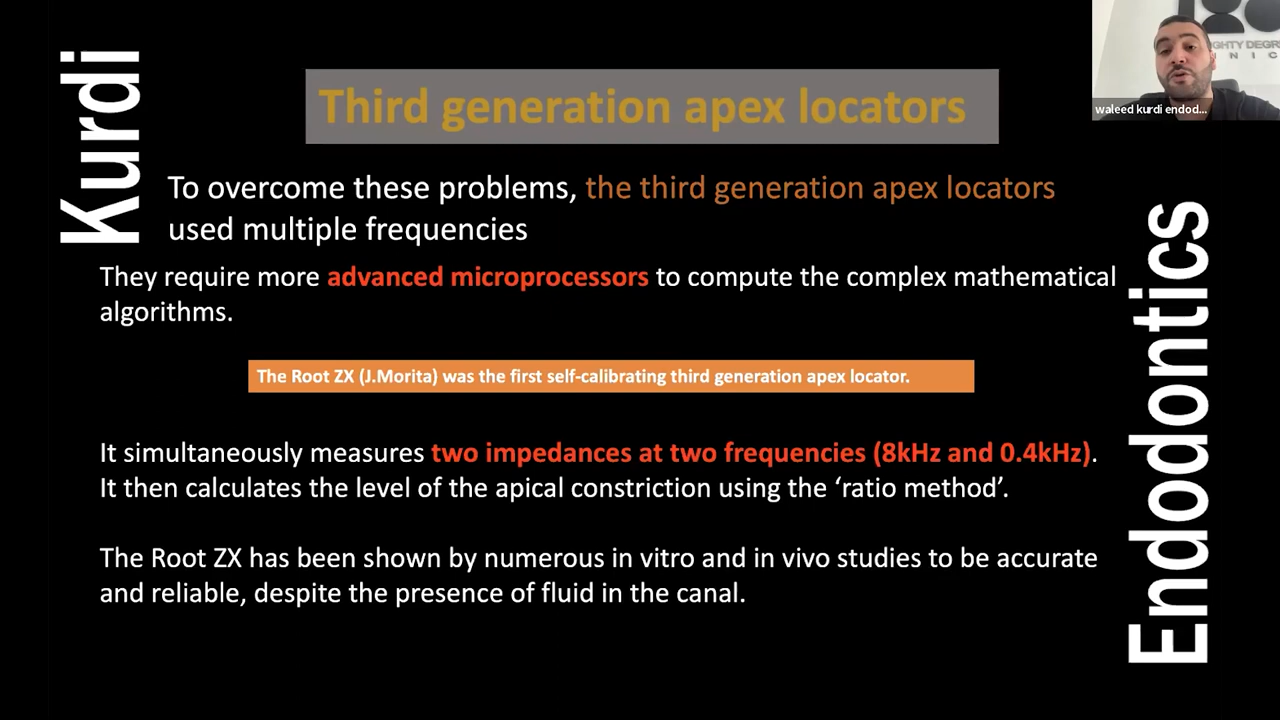 Kurdi
Third generation apex locators
To overcome these problems, the third generation apex locators
used multiple frequencies
They require more advanced microprocessors to compute the complex mathematical
algorithms.
The Root ZX (J.Morita) was the first self-calibrating third generation apex locator.
It simultaneously measures two impedances at two frequencies (8kHz and 0.4kHz).
It then calculates the level of the apical constriction using the ‘ratio method’.
The Root ZX has been shown by numerous in vitro and in vivo studies to be accurate
and reliable, despite the presence of fluid in the canal.
Endodontics
GHTY DEGR
N I C
waleed kurdi endod...